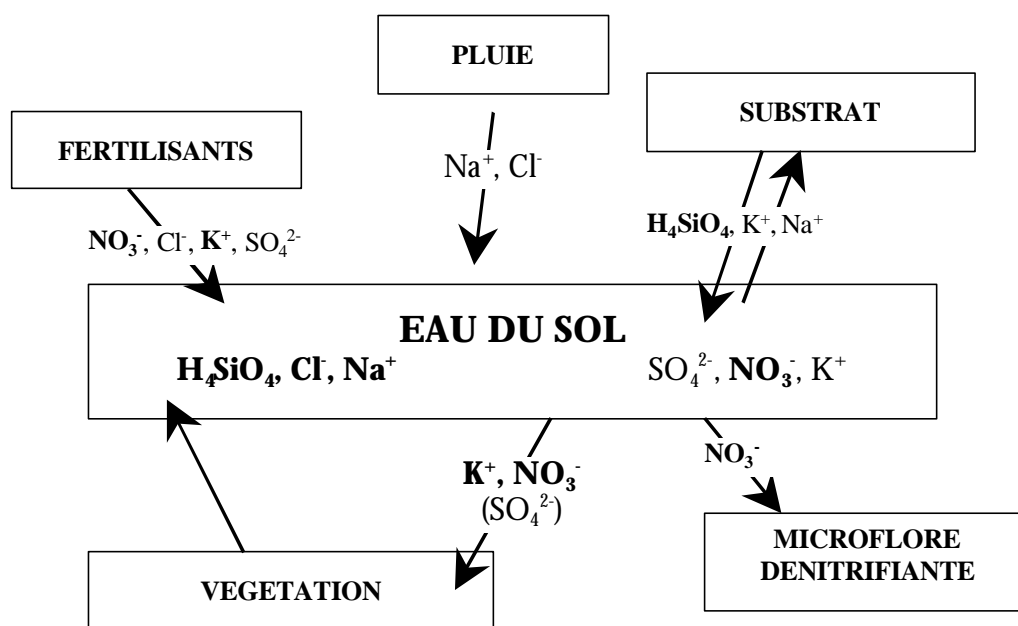 PLUIE
SUBSTRAT
FERTILISANTS
Na⁺, Cl⁻
H₄SiO₄, K⁺, Na⁺
NO₃⁻, Cl⁻, K⁺, SO₄²⁻
EAU DU SOL
H₄SiO₄, Cl⁻, Na⁺ SO₄²⁻, NO₃⁻, K⁺
K⁺, NO₃⁻
(SO₄²⁻)
NO₃⁻
VEGETATION
MICROFLORE
DENITRIFIANTE